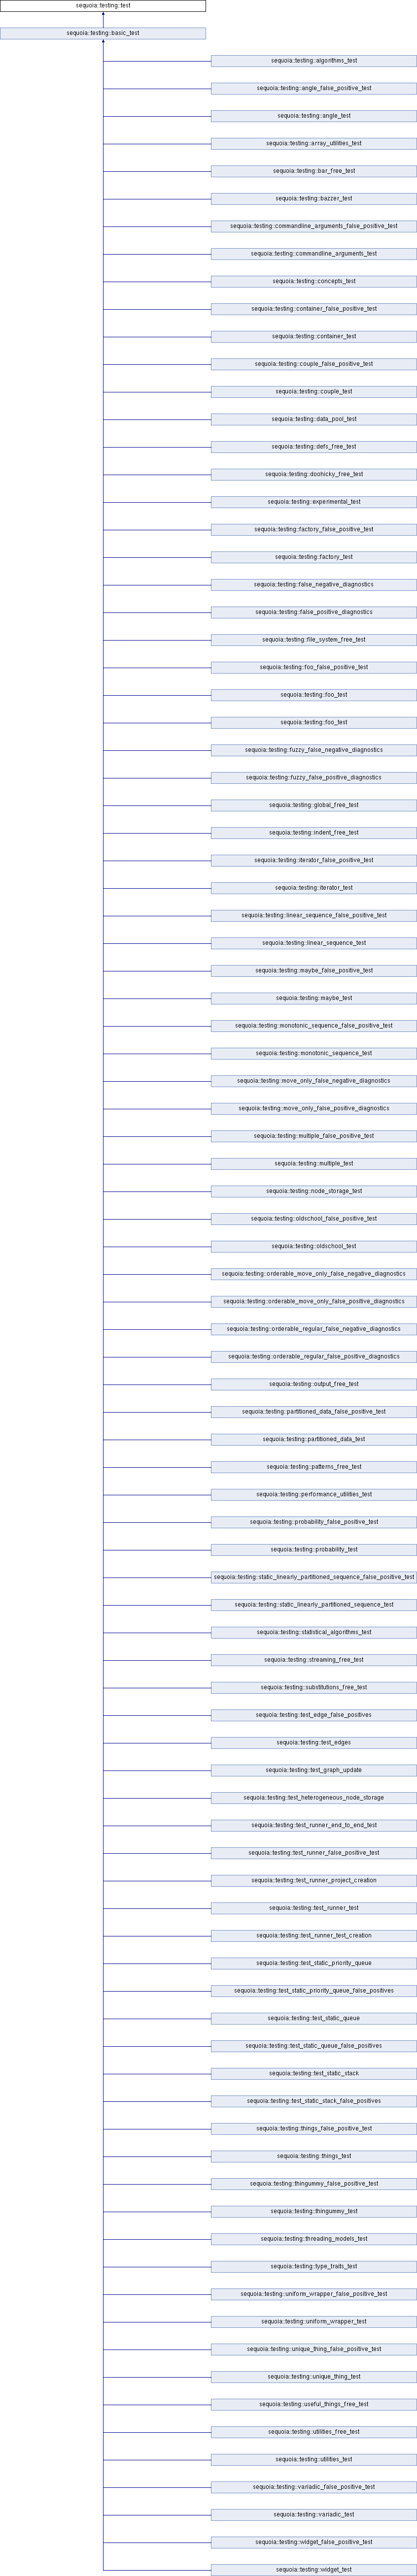 sequoia::testing::test
sequoia::testing::basic_test
sequoia::testing::algorithms_test
sequoia::testing::angle_false_positive_test
sequoia::testing::angle_test
sequoia::testing::array_utilities_test
sequoia::testing::bar_free_test
sequoia::testing::bazzer_test
sequoia::testing::commandline_arguments_false_positive_test
sequoia::testing::commandline_arguments_test
sequoia::testing::concepts_test
sequoia::testing::container_false_positive_test
sequoia::testing::container_test
sequoia::testing::couple_false_positive_test
sequoia::testing::couple_test
sequoia::testing::data_pool_test
sequoia::testing::defs_free_test
sequoia::testing::doohicky_free_test
sequoia::testing::experimental_test
sequoia::testing::factory_false_positive_test
sequoia::testing::factory_test
sequoia::testing::false_negative_diagnostics
sequoia::testing::false_positive_diagnostics
sequoia::testing::file_system_free_test
sequoia::testing::foo_false_positive_test
sequoia::testing::foo_test
sequoia::testing::foo_test
sequoia::testing::fuzzy_false_negative_diagnostics
sequoia::testing::fuzzy_false_positive_diagnostics
sequoia::testing::global_free_test
sequoia::testing::indent_free_test
sequoia::testing::iterator_false_positive_test
sequoia::testing::iterator_test
sequoia::testing::linear_sequence_false_positive_test
sequoia::testing::linear_sequence_test
sequoia::testing::maybe_false_positive_test
sequoia::testing::maybe_test
sequoia::testing::monotonic_sequence_false_positive_test
sequoia::testing::monotonic_sequence_test
sequoia::testing::move_only_false_negative_diagnostics
sequoia::testing::move_only_false_positive_diagnostics
sequoia::testing::multiple_false_positive_test
sequoia::testing::multiple_test
sequoia::testing::node_storage_test
sequoia::testing::oldschool_false_positive_test
sequoia::testing::oldschool_test
sequoia::testing::orderable_move_only_false_negative_diagnostics
sequoia::testing::orderable_move_only_false_positive_diagnostics
sequoia::testing::orderable_regular_false_negative_diagnostics
sequoia::testing::orderable_regular_false_positive_diagnostics
sequoia::testing::output_free_test
sequoia::testing::partitioned_data_false_positive_test
sequoia::testing::partitioned_data_test
sequoia::testing::patterns_free_test
sequoia::testing::performance_utilities_test
sequoia::testing::probability_false_positive_test
sequoia::testing::probability_test
sequoia::testing::static_linearly_partitioned_sequence_false_positive_test
sequoia::testing::static_linearly_partitioned_sequence_test
sequoia::testing::statistical_algorithms_test
sequoia::testing::streaming_free_test
sequoia::testing::substitutions_free_test
sequoia::testing::test_edge_false_positives
sequoia::testing::test_edges
sequoia::testing::test_graph_update
sequoia::testing::test_heterogeneous_node_storage
sequoia::testing::test_runner_end_to_end_test
sequoia::testing::test_runner_false_positive_test
sequoia::testing::test_runner_project_creation
sequoia::testing::test_runner_test
sequoia::testing::test_runner_test_creation
sequoia::testing::test_static_priority_queue
sequoia::testing::test_static_priority_queue_false_positives
sequoia::testing::test_static_queue
sequoia::testing::test_static_queue_false_positives
sequoia::testing::test_static_stack
sequoia::testing::test_static_stack_false_positives
sequoia::testing::things_false_positive_test
sequoia::testing::things_test
sequoia::testing::thingummy_false_positive_test
sequoia::testing::thingummy_test
sequoia::testing::threading_models_test
sequoia::testing::type_traits_test
sequoia::testing::uniform_wrapper_false_positive_test
sequoia::testing::uniform_wrapper_test
sequoia::testing::unique_thing_false_positive_test
sequoia::testing::unique_thing_test
sequoia::testing::useful_things_free_test
sequoia::testing::utilities_free_test
sequoia::testing::utilities_test
sequoia::testing::variadic_false_positive_test
sequoia::testing::variadic_test
sequoia::testing::widget_false_positive_test
sequoia::testing::widget_test